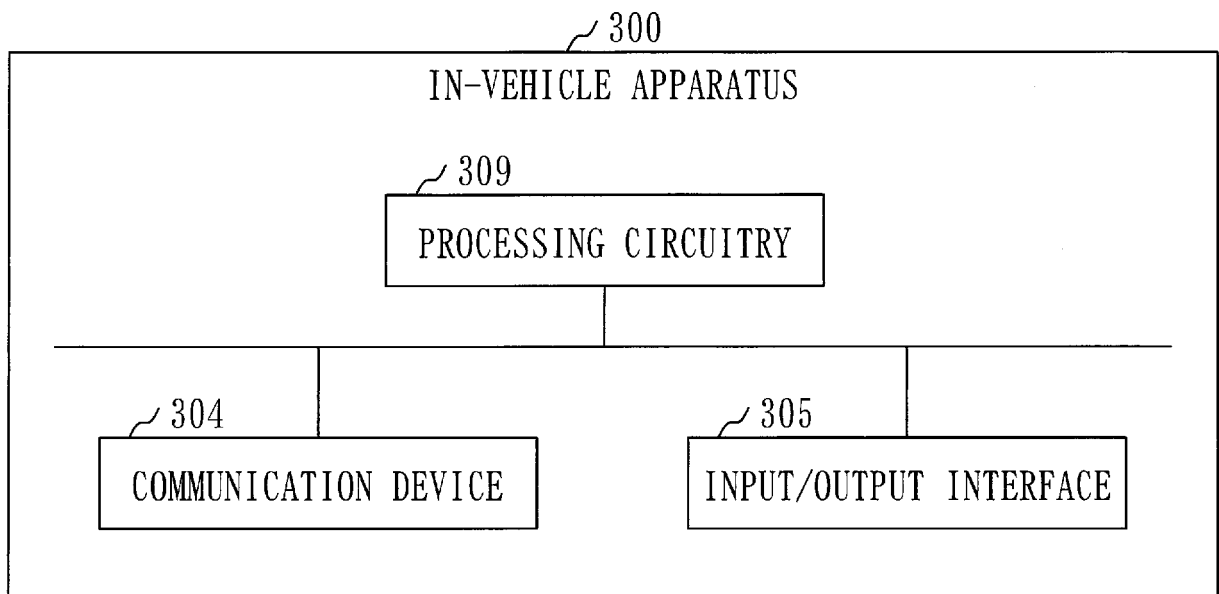 300
IN-VEHICLE APPARATUS
309
PROCESSING CIRCUITRY
304
COMMUNICATION DEVICE
305
INPUT/OUTPUT INTERFACE